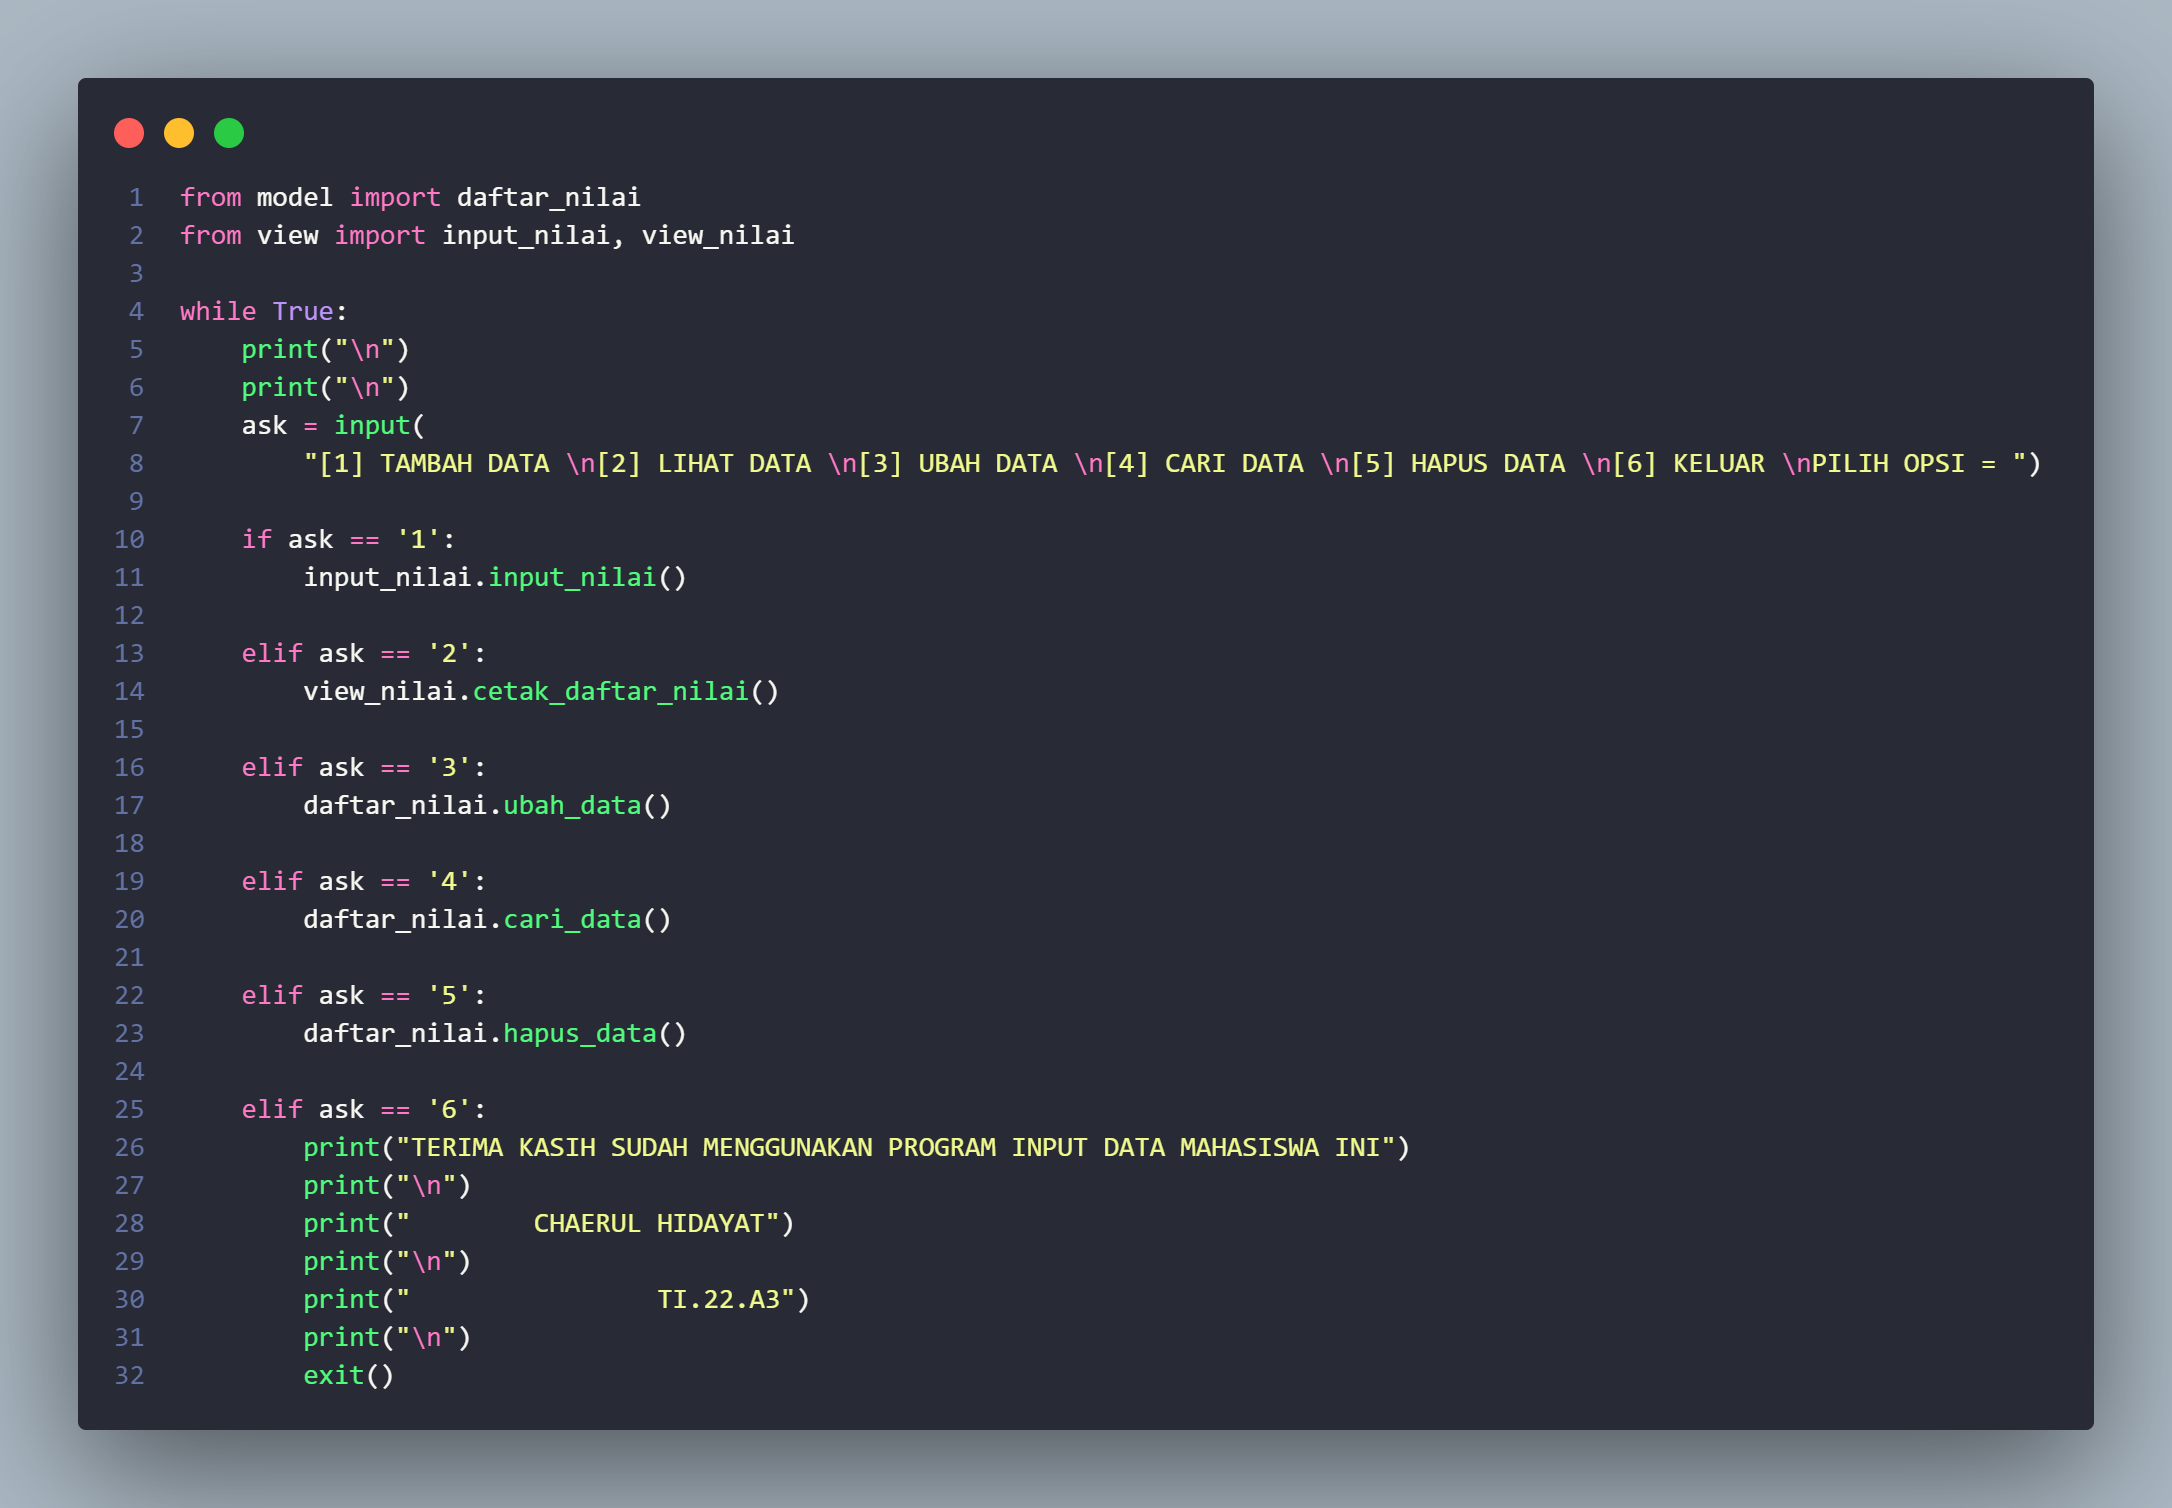 1 from model import daftar_nilai
2 from view import input_nilai, view_nilai
3
4 while True:
5     print("\n")
6     print("\n")
7     ask = input(
8         "[1] TAMBAH DATA \n[2] LIHAT DATA \n[3] UBAH DATA \n[4] CARI DATA \n[5] HAPUS DATA \n[6] KELUAR \nPILIH OPSI = ")
9
10     if ask == '1':
11         input_nilai.input_nilai()
12
13     elif ask == '2':
14         view_nilai.cetak_daftar_nilai()
15
16     elif ask == '3':
17         daftar_nilai.ubah_data()
18
19     elif ask == '4':
20         daftar_nilai.cari_data()
21
22     elif ask == '5':
23         daftar_nilai.hapus_data()
24
25     elif ask == '6':
26         print("TERIMA KASIH SUDAH MENGGUNAKAN PROGRAM INPUT DATA MAHASISWA INI")
27         print("\n")
28         print("        CHAERUL HIDAYAT")
29         print("\n")
30         print("                TI.22.A3")
31         print("\n")
32         exit()